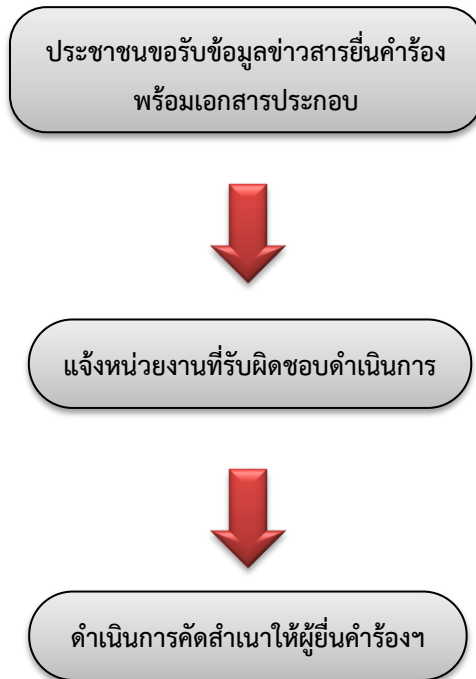 ประชาชนขอรับข้อมูลข่าวสารยื่นคำร้อง
พร้อมเอกสารประกอบ
แจ้งหน่วยงานที่รับผิดชอบดำเนินการ
ดำเนินการคัดสำเนาให้ผู้ยื่นคำร้องฯ